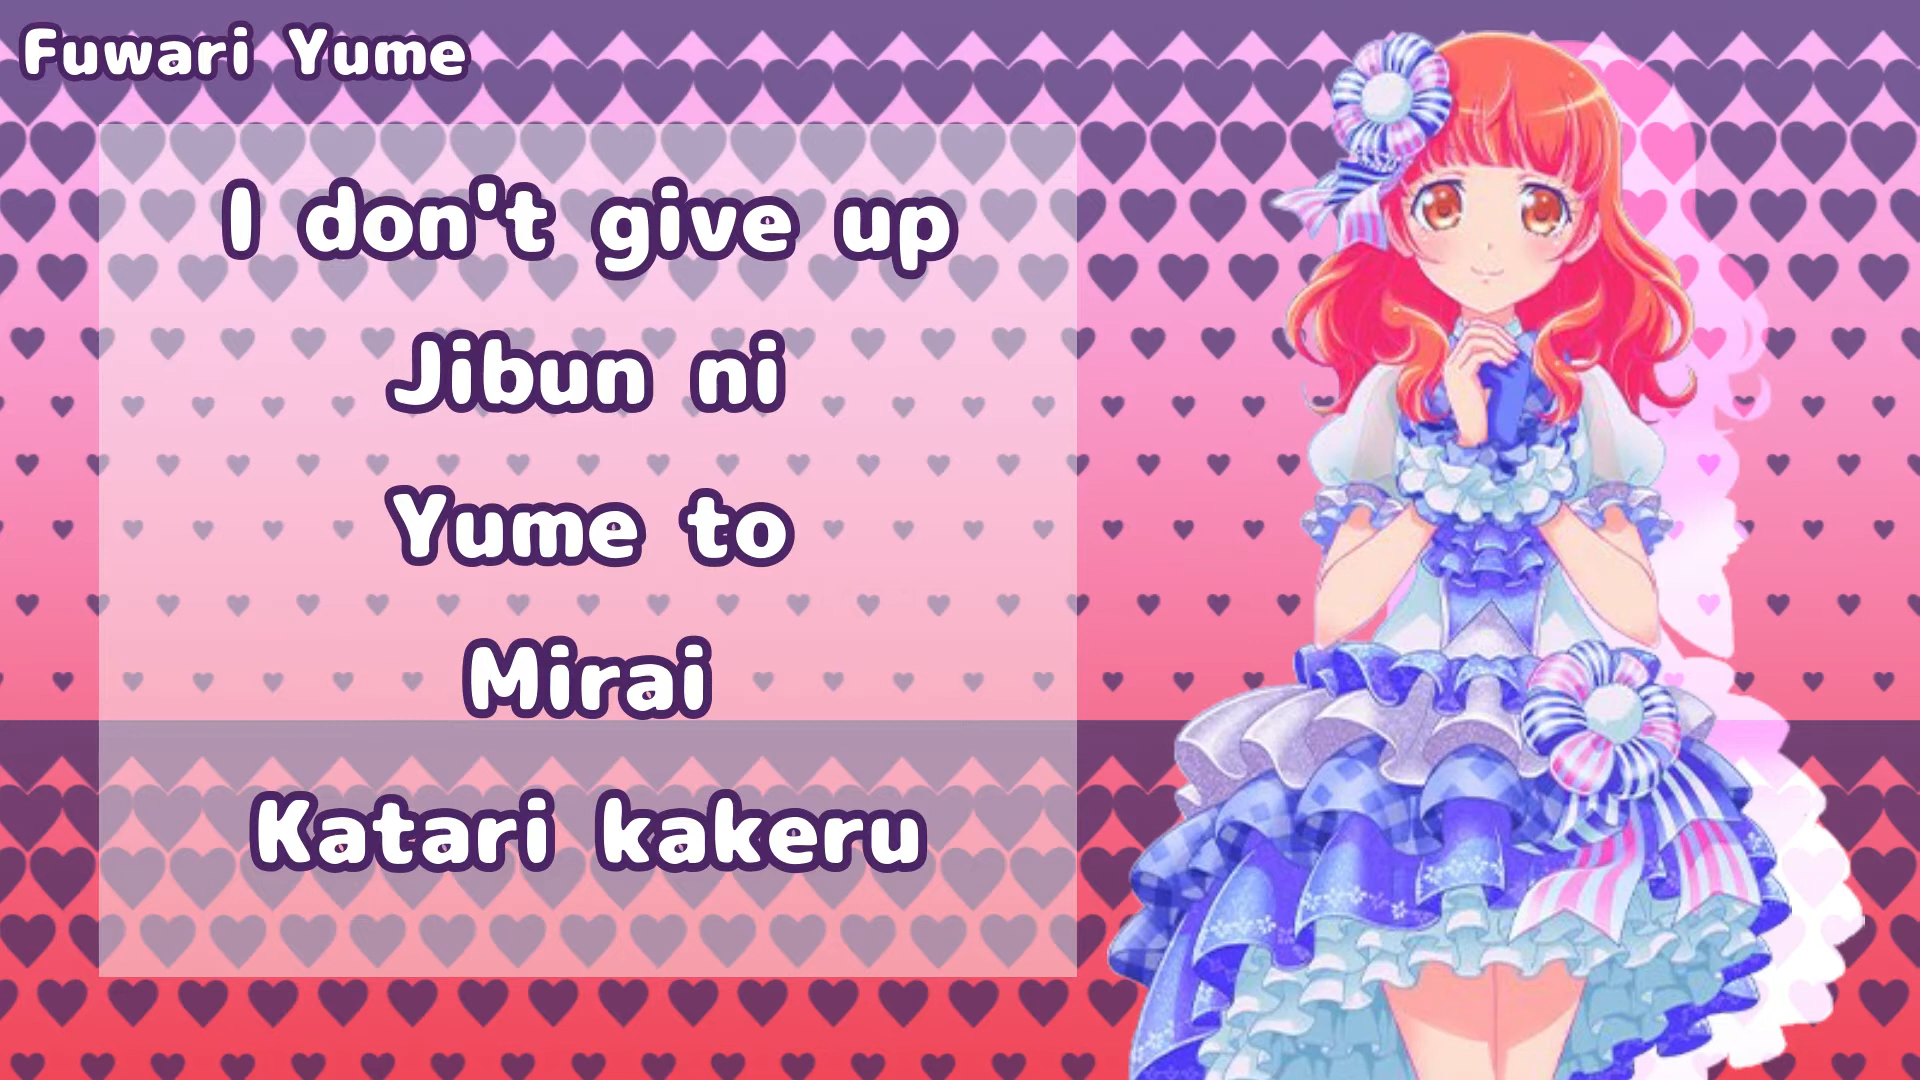 Fuwari Yume
I don't give up
Jibun ni
Yume to
Mirai
Katari kakeru